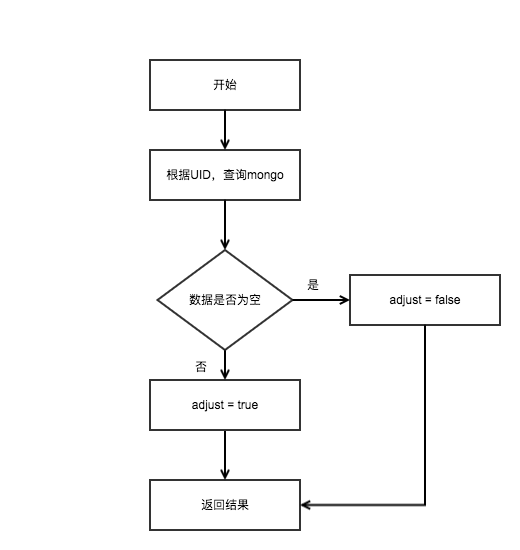 开始
根据UID，查询mongo
数据是否为空
是
adjust = false
否
adjust = true
返回结果